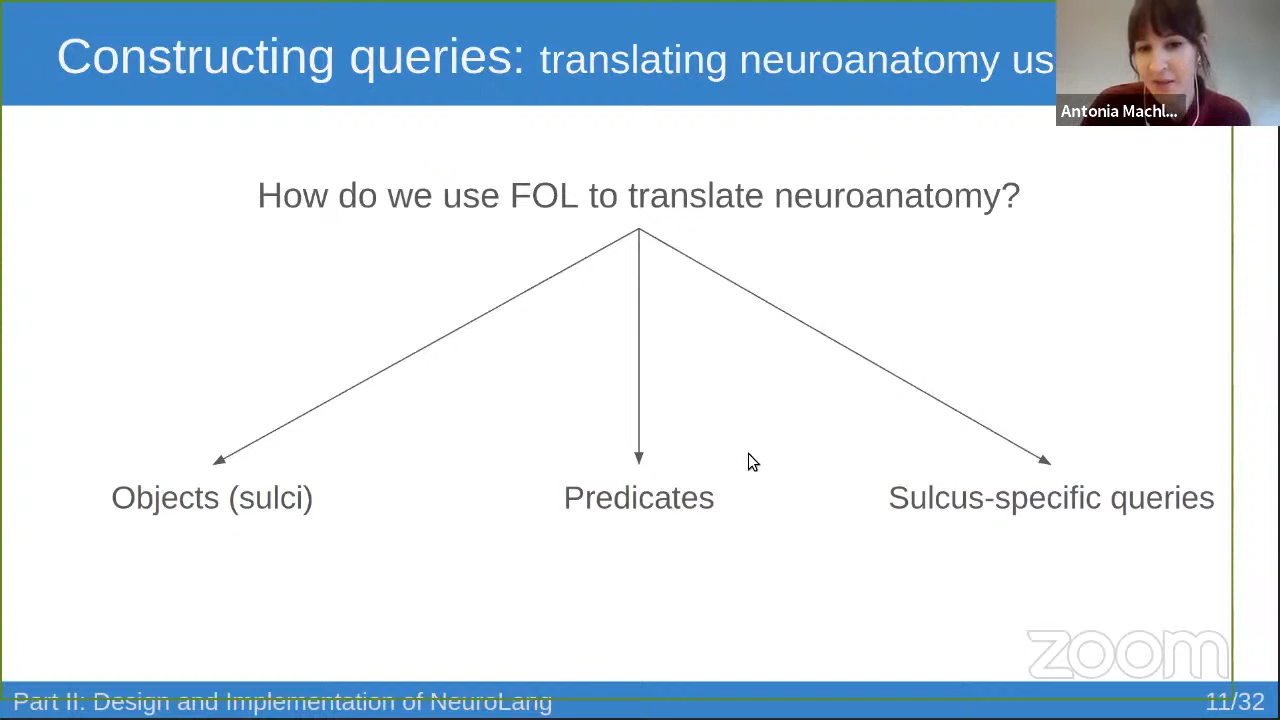 Constructing queries: translating neuroanatomy us
Antonia Machl...
How do we use FOL to translate neuroanatomy?
Objects (sulci)
Predicates
Sulcus-specific queries
zoom
Part II: Design and Implementation of NeuroLang
11/32